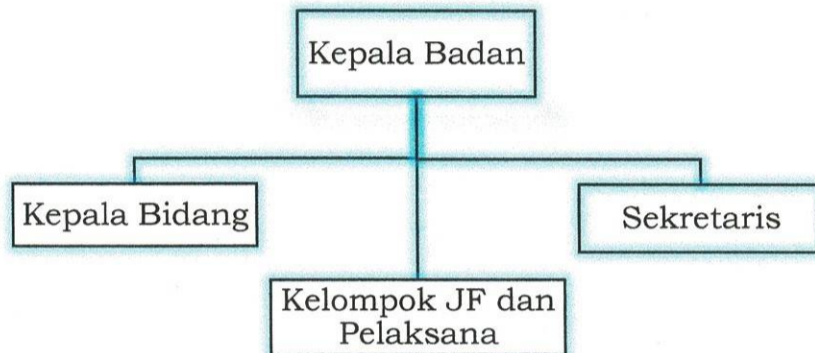 Kepala Badan
Kepala Bidang
Sekretaris
Kelompok JF dan
Pelaksana